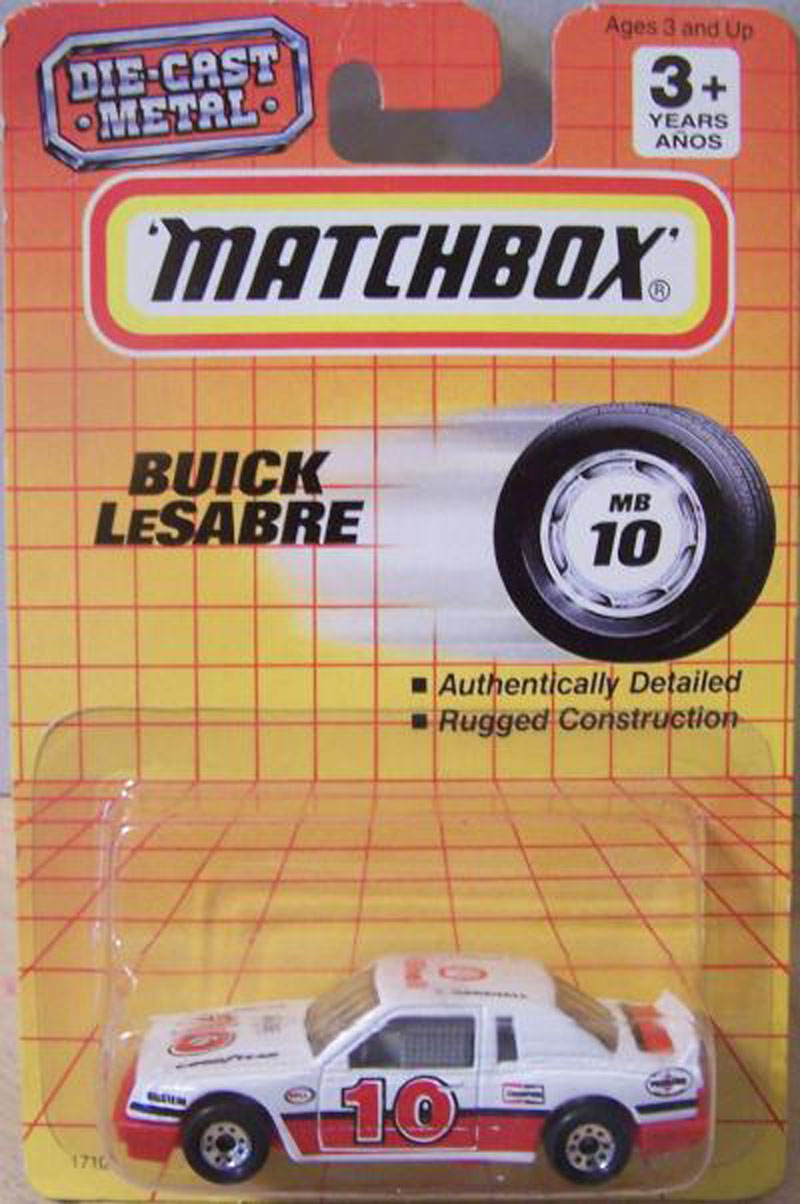 Ages 3 and Up
DIE-CAST
·METAL·
3+
YEARS
AÑOS
'MATCHBOX'®
BUICK
LESABRE
MB
10
■ Authentically Detailed
■ Rugged Construction
10